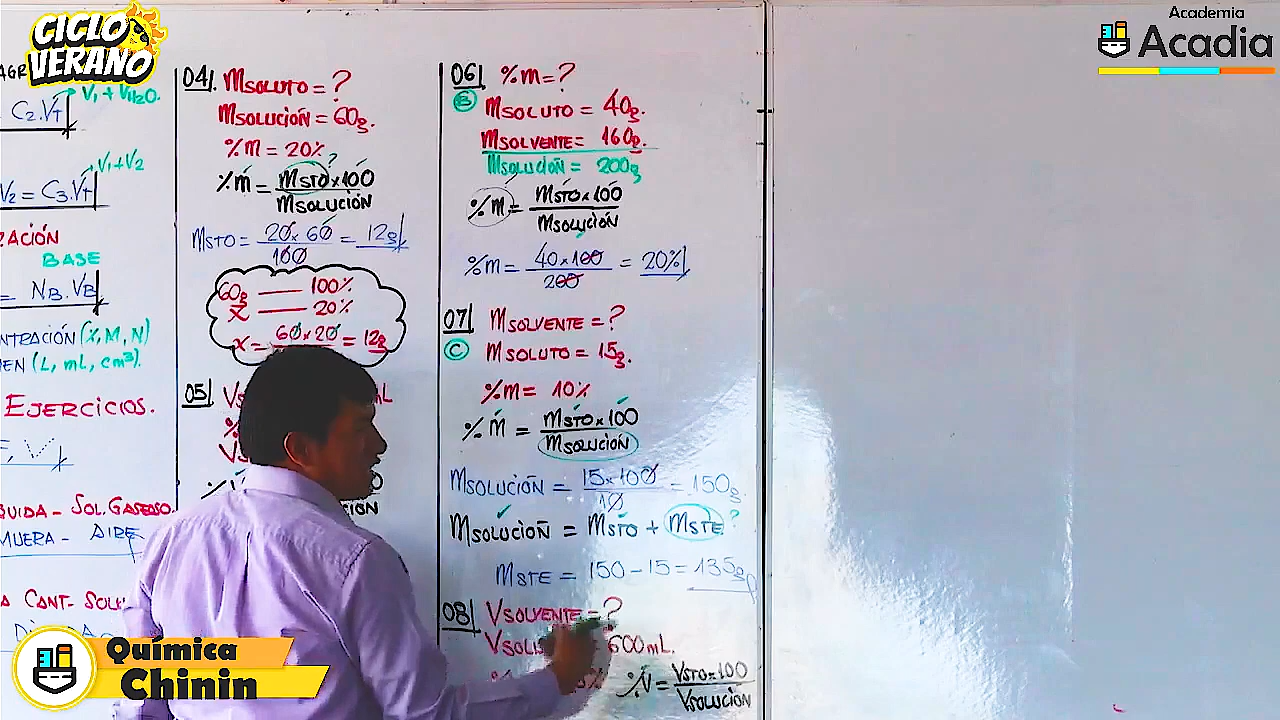 CICLO
VERANO
Academia
Acadia
C2.VT
V1 + VH2O.
V1+V2
V2 = C3.VT
ZACIÓN
BASE
= NB.VB
NTRACIÓN (%, M, N)
MEN (L, mL, cm³).
EJERCICIOS.
F, V
UIDA - SOL. GASEOSO.
MUERA - AIRE
A CANT- SOLU
04/. MSOLUTO = ?
MSOLUCIÓN = 60g.
%m = 20%
?
%m = MSTO x 100
MSOLUCIÓN
MSTO = 20 x 60 = 12g
100
60g — 100%
X — 20%
X = 60 x 20 = 12g
05/
06/ %m = ?
B MSOLUTO = 40g.
MSOLVENTE = 160g.
MSOLUCIÓN = 200g
%m = MSTO x 100
MSOLUCIÓN
%m = 40 x 100 = 20%
200
07/ MSOLVENTE = ?
C MSOLUTO = 15g.
%m = 10%
%m = MSTO x 100
MSOLUCIÓN
MSOLUCIÓN = 15 x 100 = 150g.
10
MSOLUCIÓN = MSTO + MSTE ?
MSTE = 150 - 15 = 135g
08/ VSOLVENTE = ?
600mL.
%V = VSTO x 100
VSOLUCIÓN
Química
Chinin